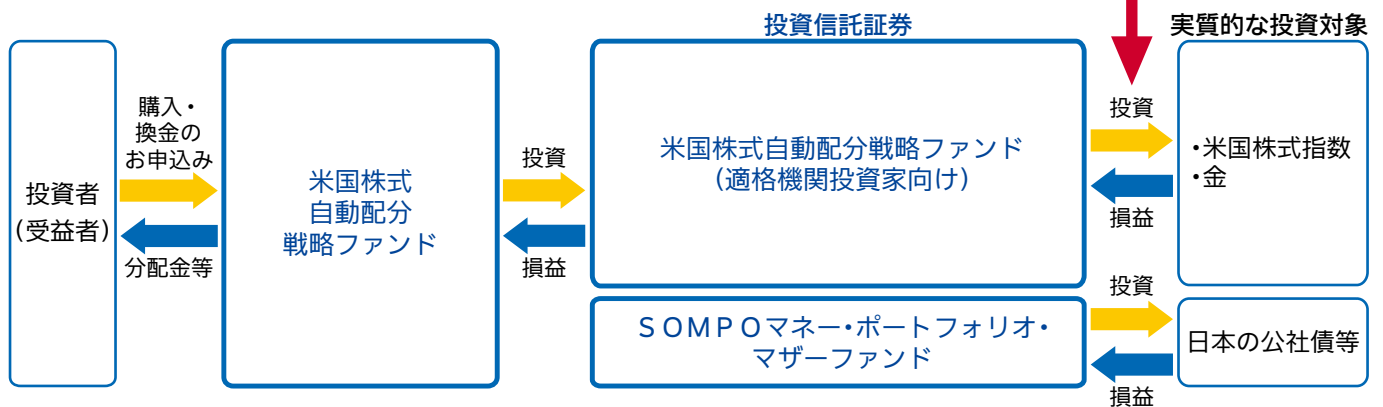 投資信託証券
実質的な投資対象
投資者
(受益者)
購入・
換金の
お申込み
分配金等
米国株式
自動配分
戦略ファンド
投資
損益
米国株式自動配分戦略ファンド
(適格機関投資家向け)
投資
損益
・米国株式指数
・金
SOMPOマネー・ポートフォリオ・
マザーファンド
投資
損益
日本の公社債等